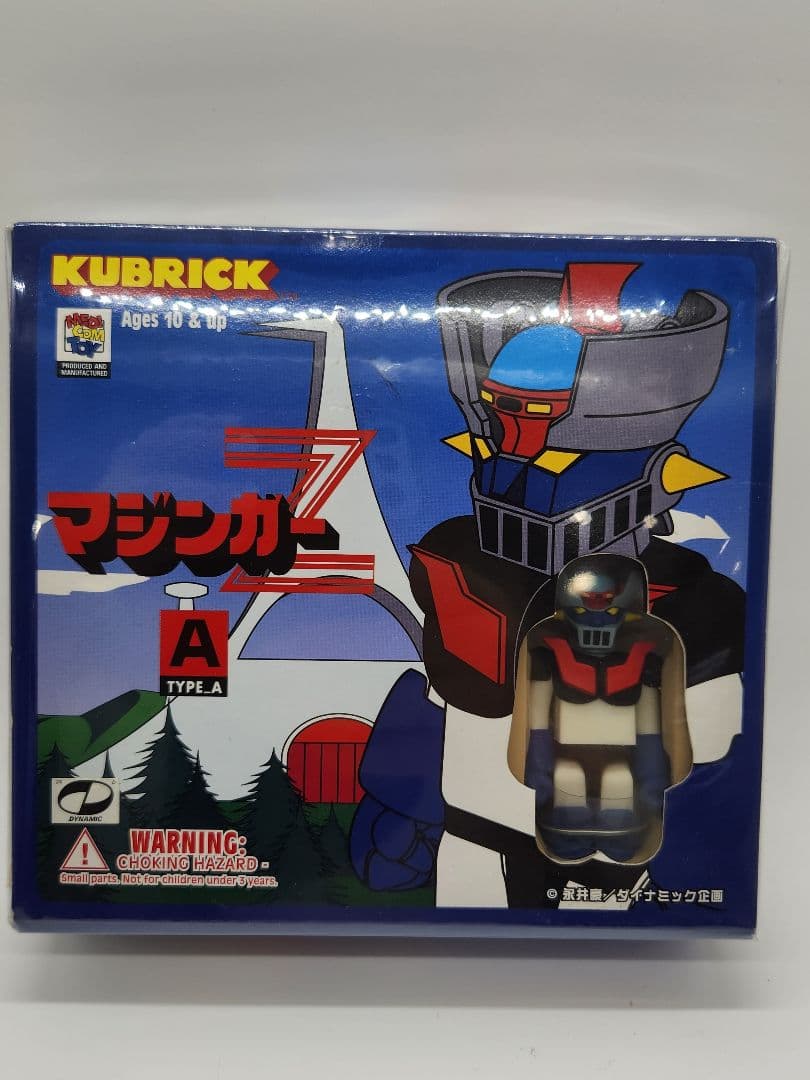 KUBRICK
MEDI
COM
TOY
PRODUCED AND
MANUFACTURED
Ages 10 & up
マジンガーZ
A
TYPE_A
DYNAMIC
WARNING:
CHOKING HAZARD -
Small parts. Not for children under 3 years.
© 永井豪/ダイナミック企画